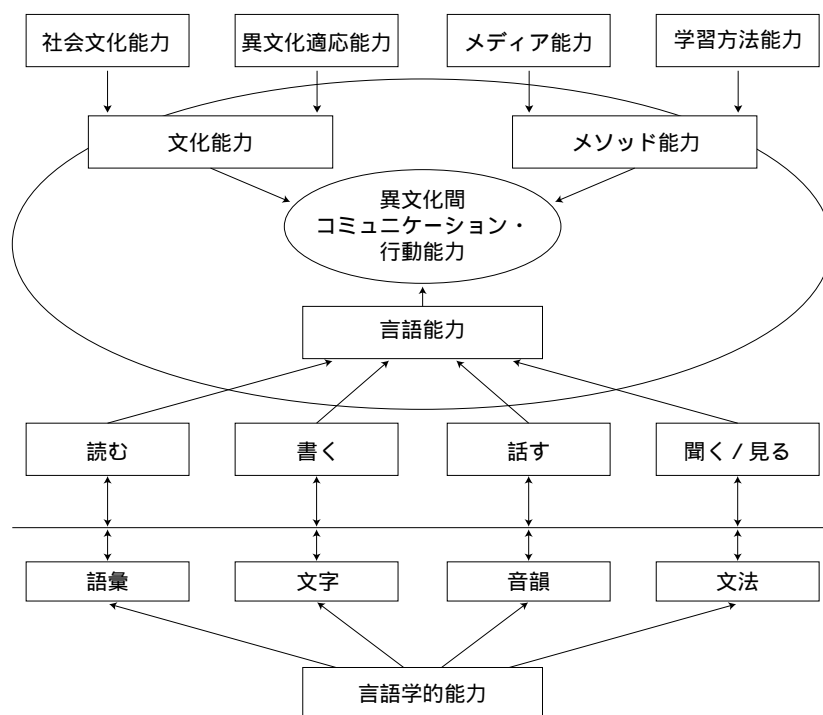 社会文化能力
異文化適応能力
メディア能力
学習方法能力
文化能力
メソッド能力
異文化間
コミュニケーション・
行動能力
言語能力
読む
書く
話す
聞く / 見る
語彙
文字
音韻
文法
言語学的能力